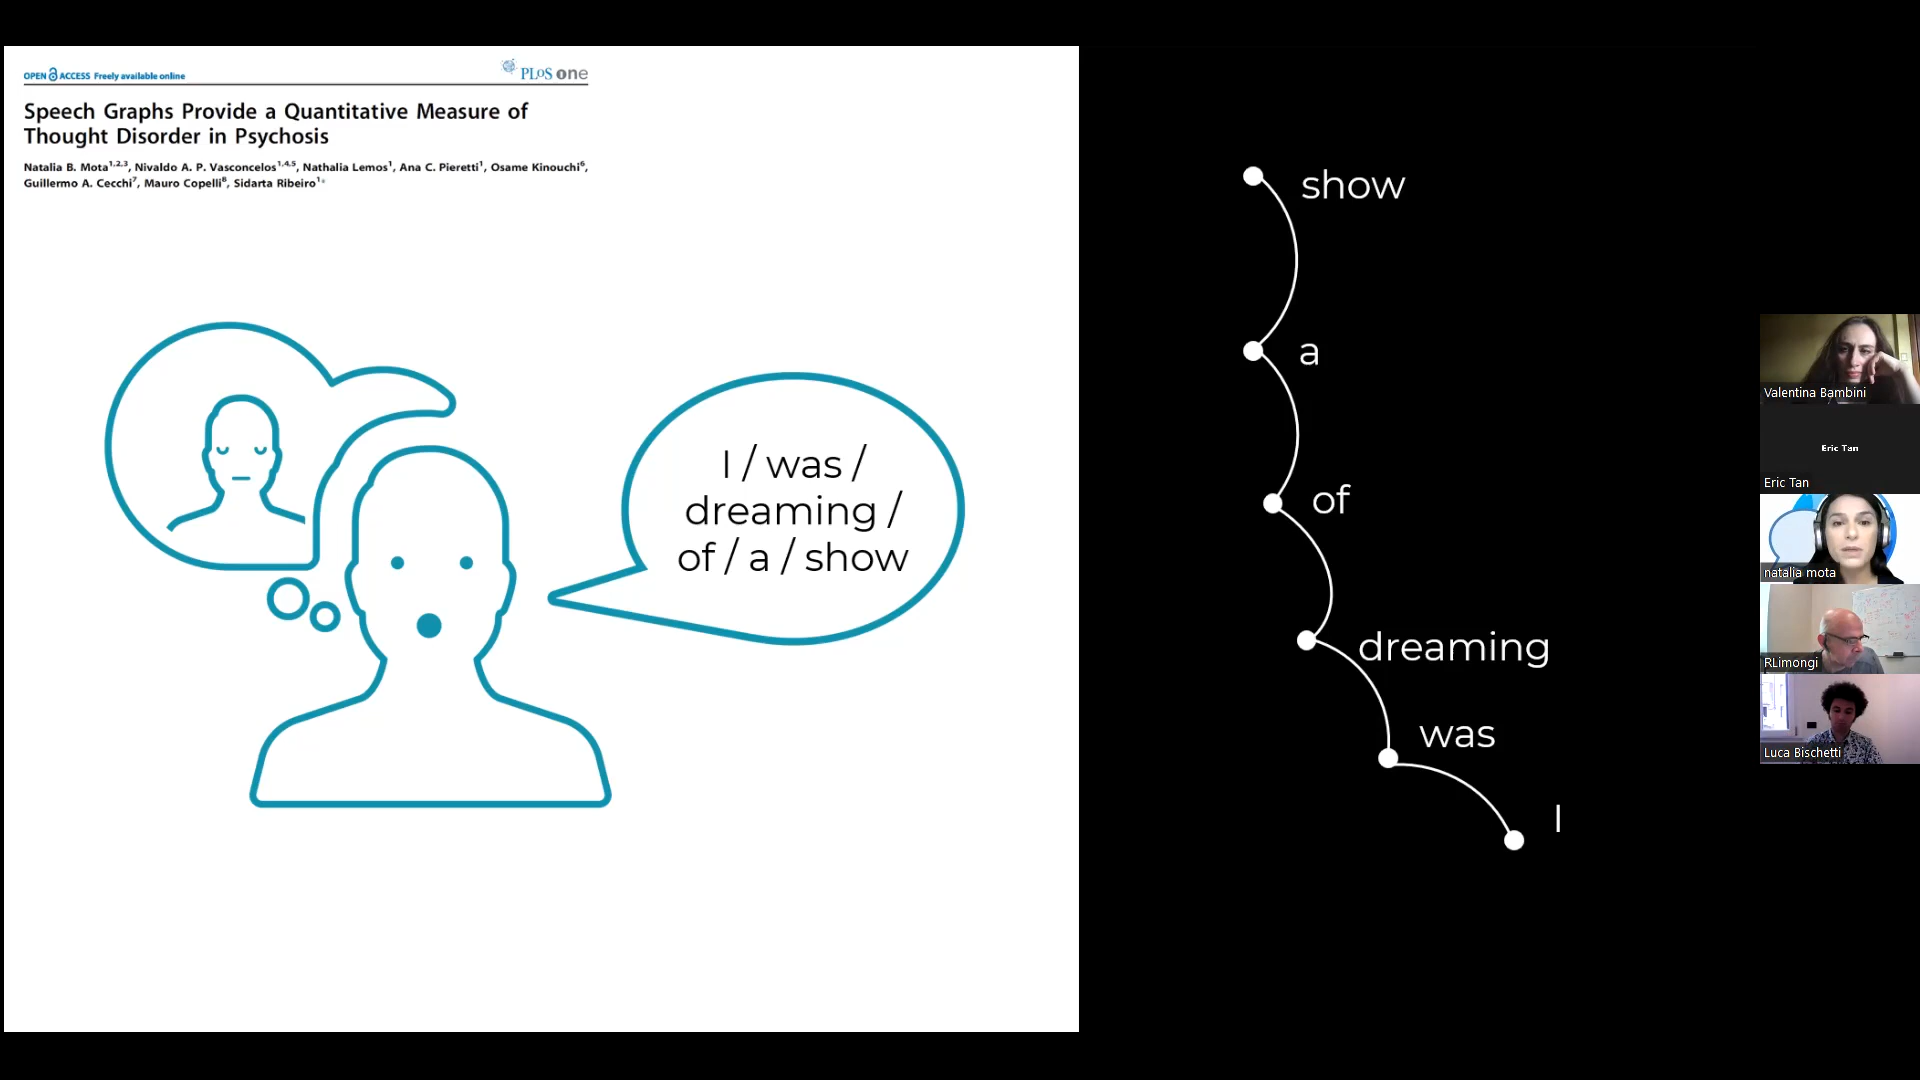 OPEN ACCESS Freely available online
PLoS one
Speech Graphs Provide a Quantitative Measure of
Thought Disorder in Psychosis
Natalia B. Mota1,2,3, Nivaldo A. P. Vasconcelos1,4,5, Nathalia Lemos1, Ana C. Pieretti1, Osame Kinouchi6,
Guillermo A. Cecchi7, Mauro Copelli8, Sidarta Ribeiro1*
I / was /
dreaming /
of / a / show
show
a
of
dreaming
was
I
Valentina Bambini
Eric Tan
Eric Tan
natalia mota
RLimongi
Luca Bischetti